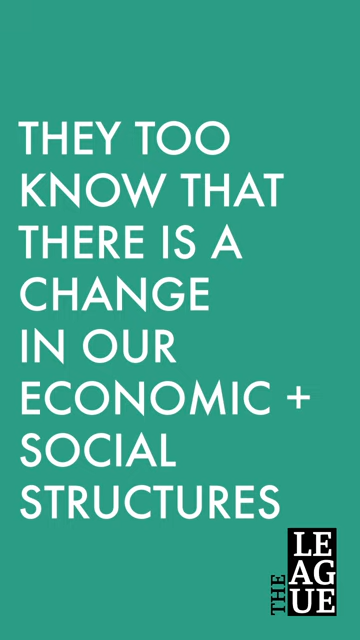 THEY TOO
KNOW THAT
THERE IS A
CHANGE
IN OUR
ECONOMIC +
SOCIAL
STRUCTURES
THE
LE
AG
UE